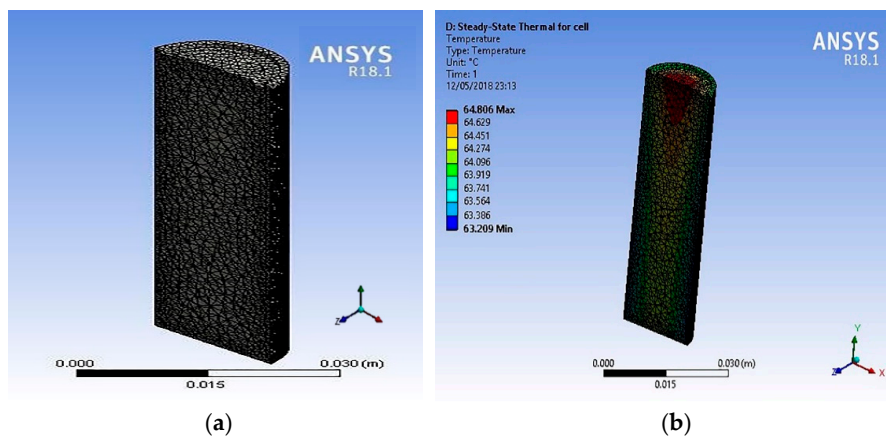 ANSYS
R18.1
Z
0.000
0.030 (m)
0.015
(a)
D: Steady-State Thermal for cell
Temperature
Type: Temperature
Unit: °C
Time: 1
12/05/2018 23:13
64.806 Max
64.629
64.451
64.274
64.096
63.919
63.741
63.564
63.386
63.209 Min
ANSYS
R18.1
0.000
0.030 (m)
0.015
Y
Z
X
(b)